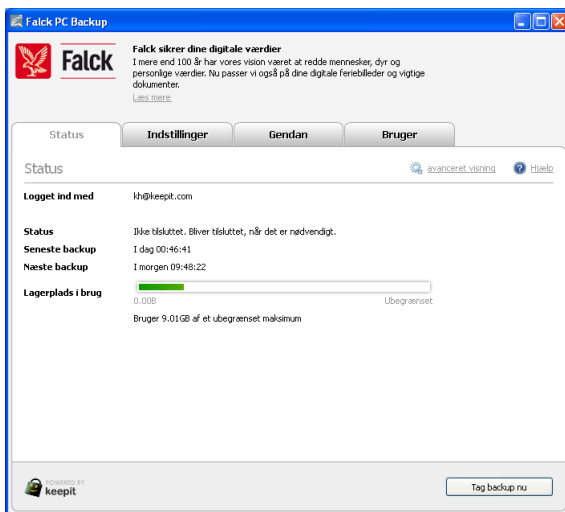 Falck PC Backup
Falck
Falck sikrer dine digitale værdier
I mere end 100 år har vores vision været at redde mennesker, dyr og
personlige værdier. Nu passer vi også på dine digitale feriebilleder og vigtige
dokumenter.
Læs mere
Status Indstillinger Gendan Bruger
Status avanceret visning ? Hjælp
Logget ind med kh@keepit.com
Status Ikke tilsluttet. Bliver tilsluttet, når det er nødvendigt.
Seneste backup I dag 00:46:41
Næste backup I morgen 09:48:22
Lagerplads i brug
0.00B Ubegrænset
Bruger 9.01GB af et ubegrænset maksimum
POWERED BY
keepit
Tag backup nu